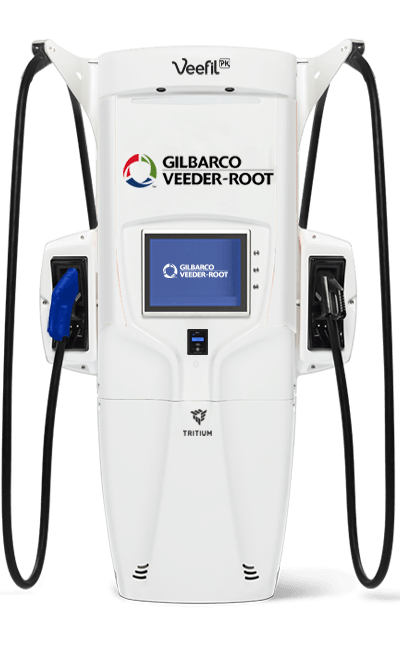 Veefil PK
GILBARCO
VEEDER-ROOT
GILBARCO
VEEDER-ROOT
TRITIUM